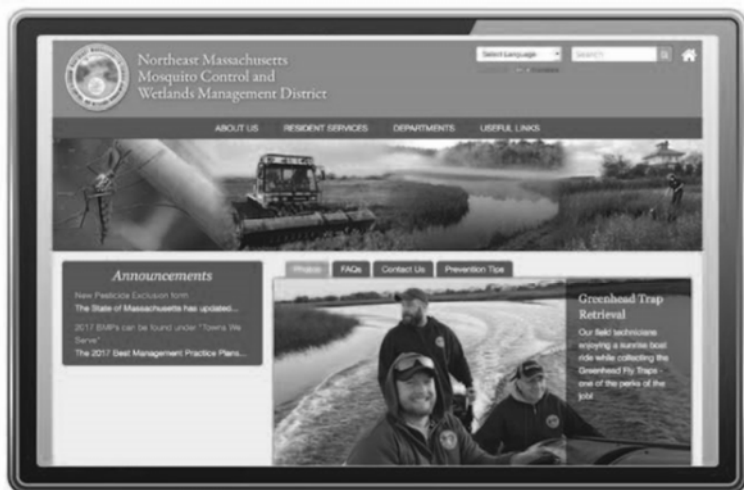 Northeast Massachusetts
Mosquito Control and
Wetlands Management District
Select Language
Search
ABOUT US RESIDENT SERVICES DEPARTMENTS USEFUL LINKS
Announcements
New Pesticide Exclusion form
The State of Massachusetts has updated...
2017 BMPs can be found under "Towns We
Serve"
The 2017 Best Management Practice Plans...
Photos FAQs Contact Us Prevention Tips
Greenhead Trap
Retrieval
Our field technicians
enjoying a sunrise boat
ride while collecting the
Greenhead Fly Traps -
one of the perks of the
job!